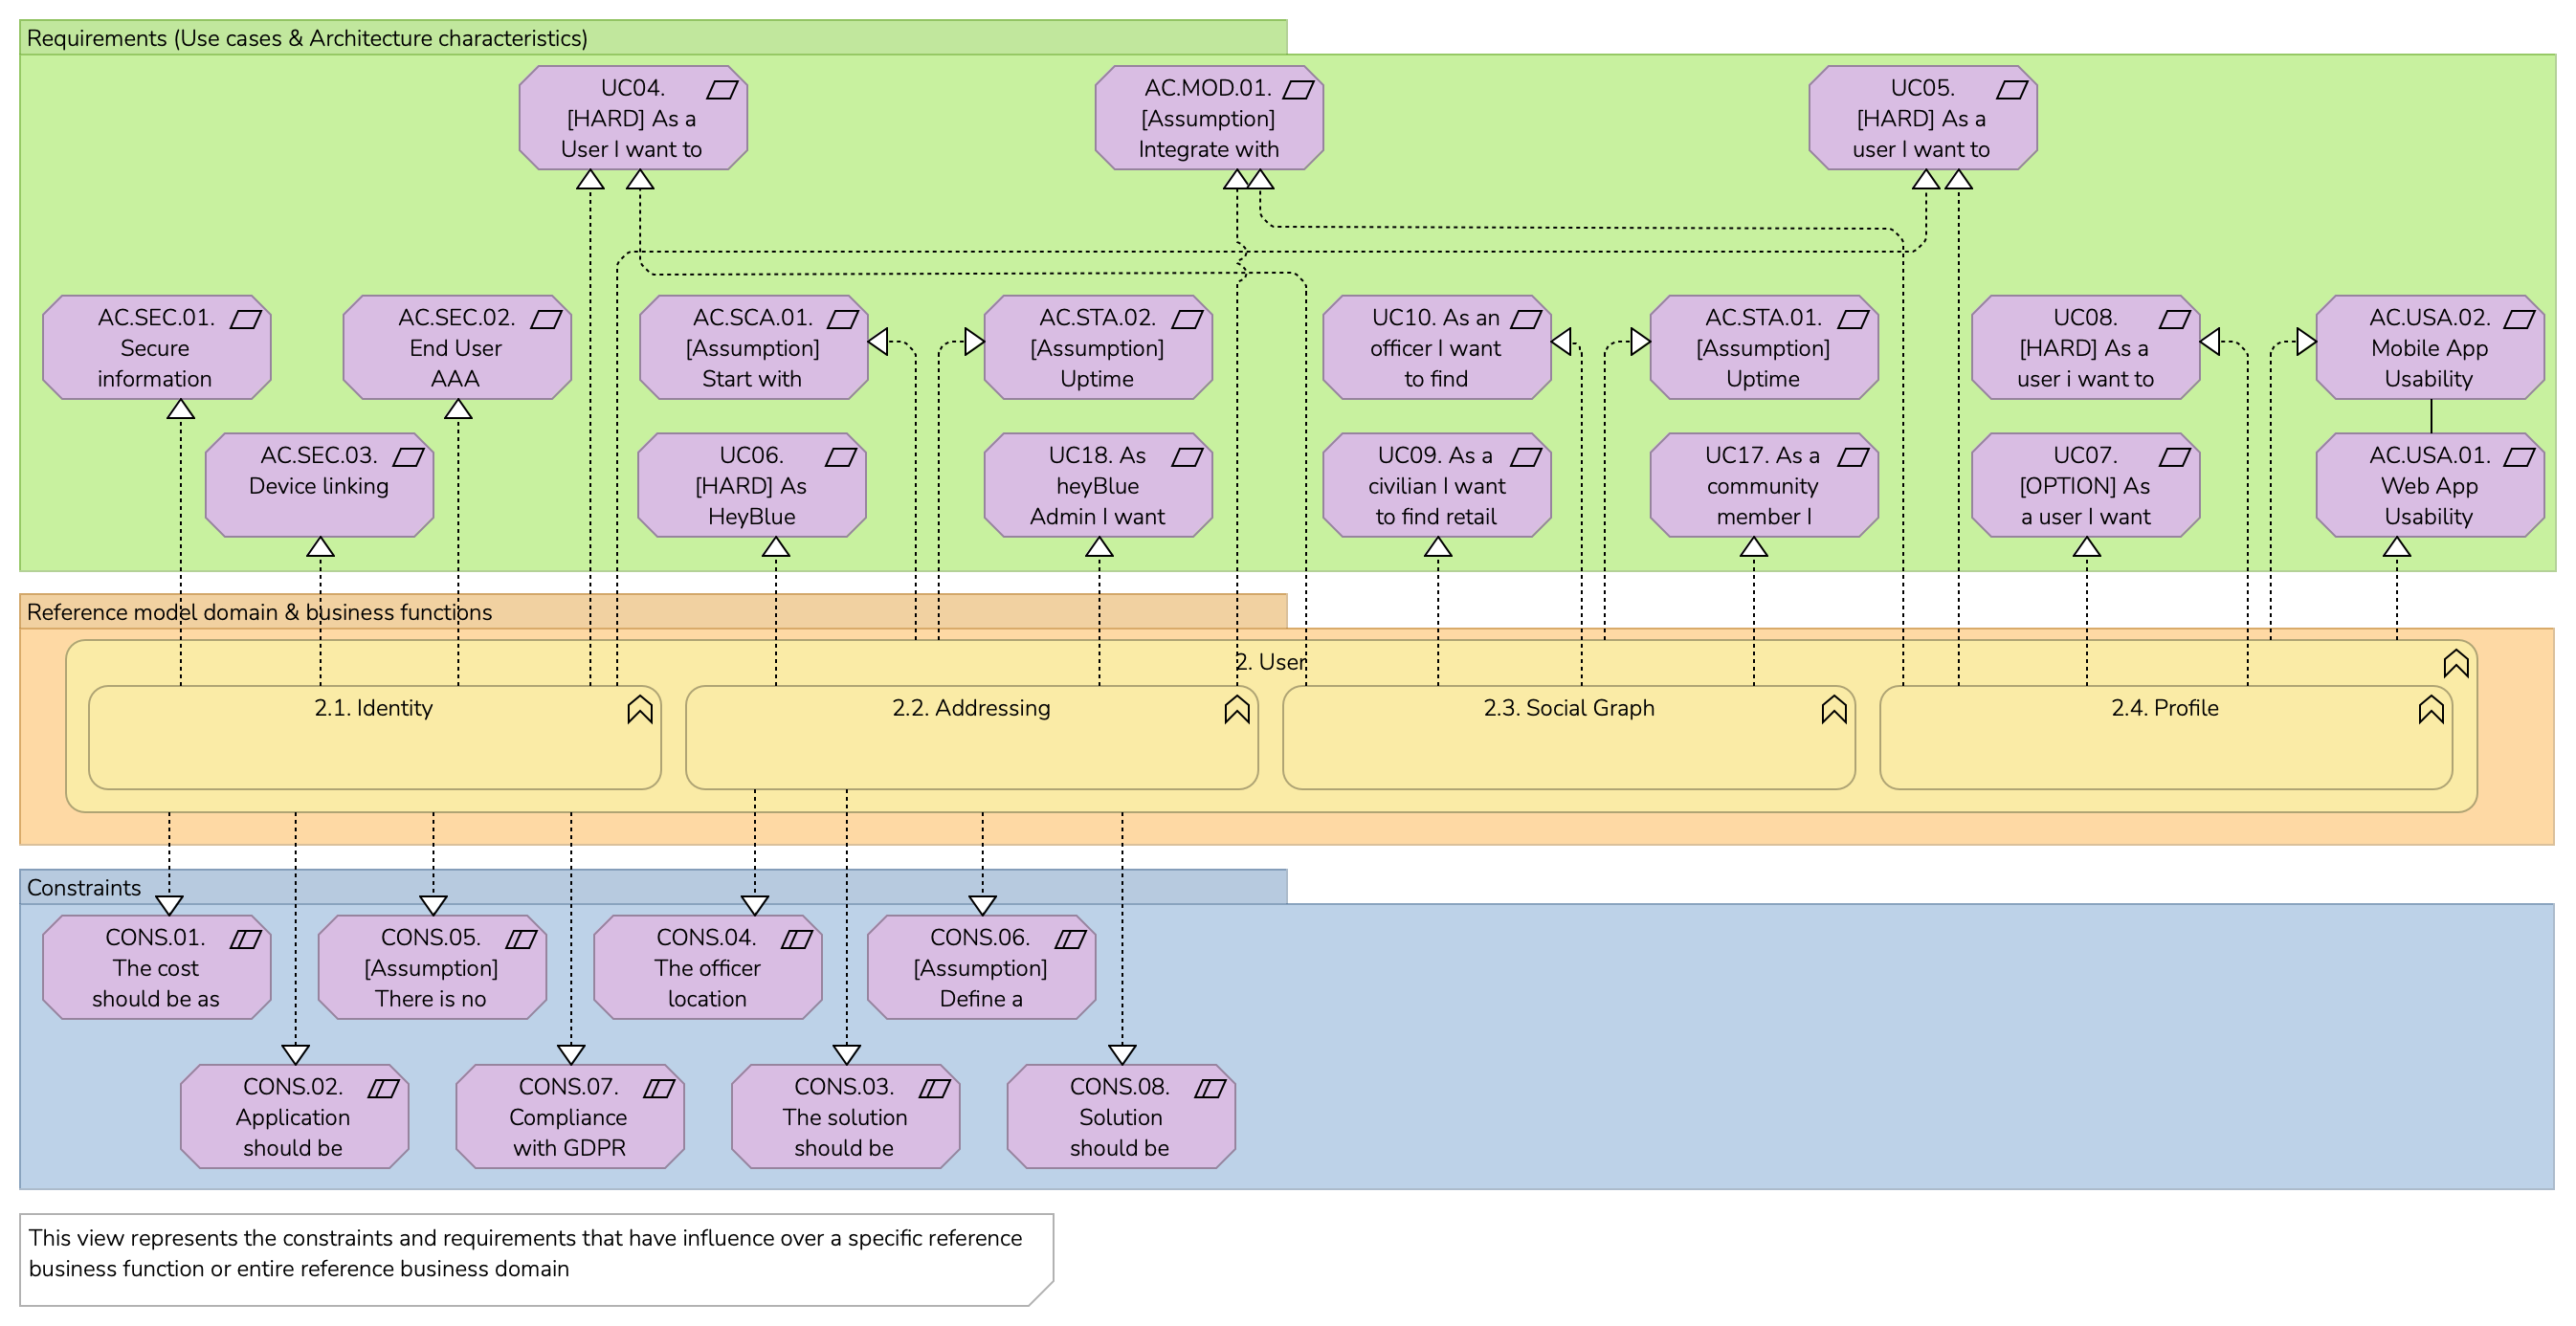 Requirements (Use cases & Architecture characteristics)
UC04.
[HARD] As a
User I want to
AC.MOD.01.
[Assumption]
Integrate with
UC05.
[HARD] As a
user I want to
AC.SEC.01.
Secure
information
AC.SEC.02.
End User
AAA
AC.SCA.01.
[Assumption]
Start with
AC.STA.02.
[Assumption]
Uptime
UC10. As an
officer I want
to find
AC.STA.01.
[Assumption]
Uptime
UC08.
[HARD] As a
user i want to
AC.USA.02.
Mobile App
Usability
AC.SEC.03.
Device linking
UC06.
[HARD] As
HeyBlue
UC18. As
heyBlue
Admin I want
UC09. As a
civilian I want
to find retail
UC17. As a
community
member I
UC07.
[OPTION] As
a user I want
AC.USA.01.
Web App
Usability
Reference model domain & business functions
2. User
2.1. Identity
2.2. Addressing
2.3. Social Graph
2.4. Profile
Constraints
CONS.01.
The cost
should be as
CONS.05.
[Assumption]
There is no
CONS.04.
The officer
location
CONS.06.
[Assumption]
Define a
CONS.02.
Application
should be
CONS.07.
Compliance
with GDPR
CONS.03.
The solution
should be
CONS.08.
Solution
should be
This view represents the constraints and requirements that have influence over a specific reference
business function or entire reference business domain